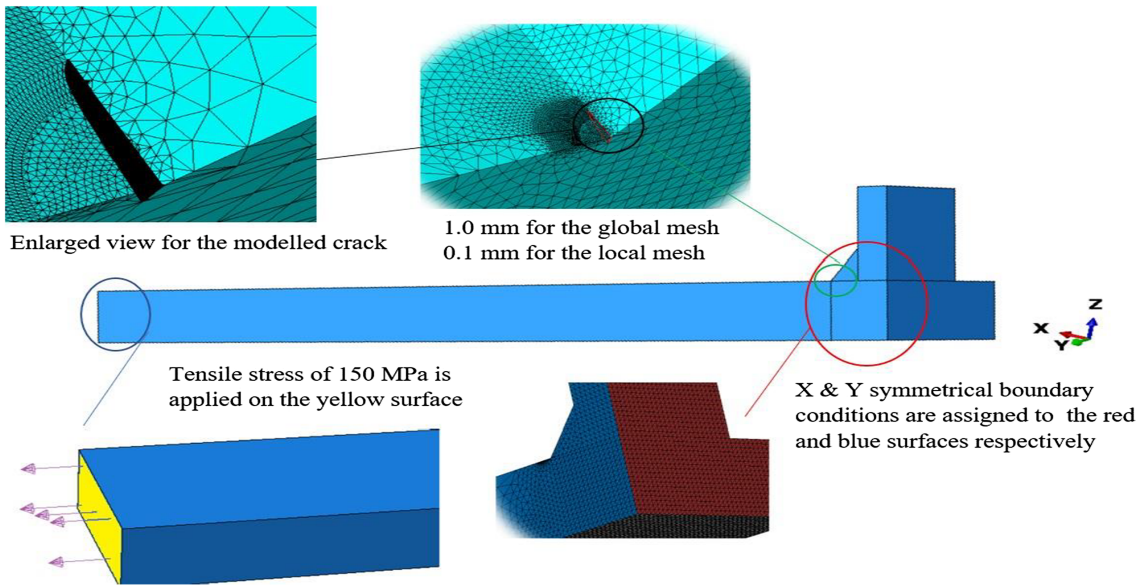 Enlarged view for the modelled crack
1.0 mm for the global mesh
0.1 mm for the local mesh
Z
X
Y
Tensile stress of 150 MPa is
applied on the yellow surface
X & Y symmetrical boundary
conditions are assigned to the red
and blue surfaces respectively